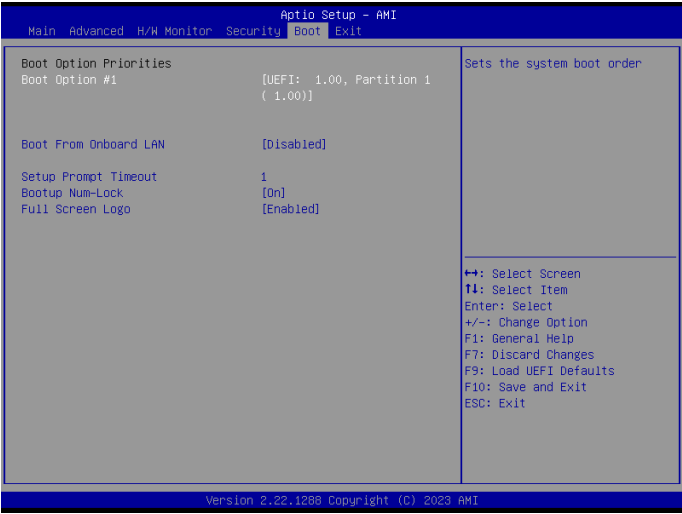 Aptio Setup – AMI
Main Advanced H/W Monitor Security Boot Exit
Boot Option Priorities
Boot Option #1 [UEFI: 1.00, Partition 1
( 1.00)]
Boot From Onboard LAN [Disabled]
Setup Prompt Timeout 1
Bootup Num-Lock [On]
Full Screen Logo [Enabled]
Sets the system boot order
↔: Select Screen
↑↓: Select Item
Enter: Select
+/-: Change Option
F1: General Help
F7: Discard Changes
F9: Load UEFI Defaults
F10: Save and Exit
ESC: Exit
Version 2.22.1288 Copyright (C) 2023 AMI